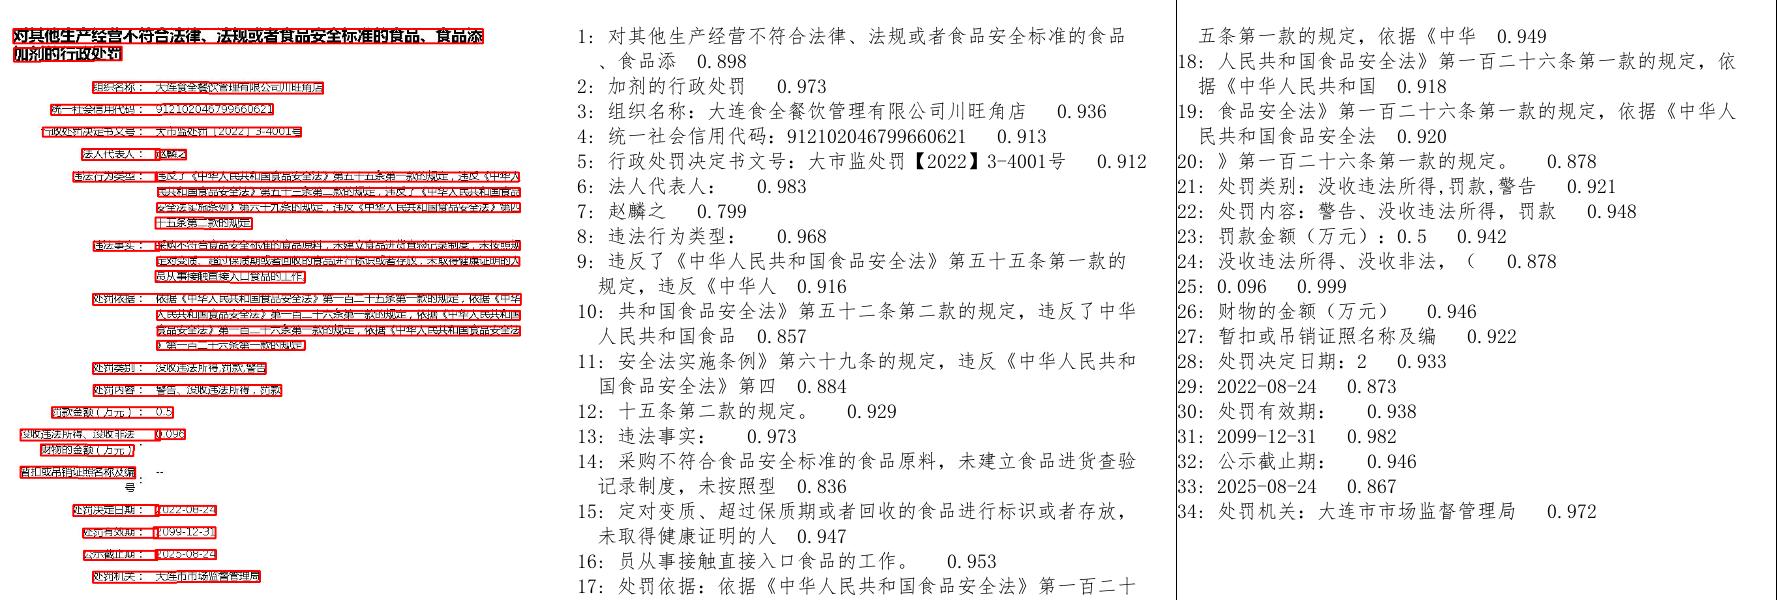 对其他生产经营不符合法律、法规或者食品安全标准的食品、食品添
加剂的行政处罚
组织名称： 大连食全餐饮管理有限公司川旺角店
统一社会信用代码： 912102046799660621
行政处罚决定书文号： 大市监处罚【2022】3-4001号
法人代表人： 赵麟之
违法行为类型： 违反了《中华人民共和国食品安全法》第五十五条第一款的规定，违反《中华人
民共和国食品安全法》第五十三条第二款的规定，违反了《中华人民共和国食品
安全法实施条例》第六十九条的规定，违反《中华人民共和国食品安全法》第四
十五条第二款的规定。
违法事实： 采购不符合食品安全标准的食品原料，未建立食品进货查验记录制度，未按照规
定对变质、超过保质期或者回收的食品进行标识或者存放，未取得健康证明的人
员从事接触直接入口食品的工作。
处罚依据： 依据《中华人民共和国食品安全法》第一百二十五条第一款的规定，依据《中华
人民共和国食品安全法》第一百二十六条第一款的规定，依据《中华人民共和国
食品安全法》第一百二十六条第一款的规定，依据《中华人民共和国食品安全法
》第一百二十六条第一款的规定。
处罚类别： 没收违法所得,罚款,警告
处罚内容： 警告、没收违法所得，罚款
罚款金额（万元）： 0.5
没收违法所得、没收非法 0.096
财物的金额（万元）：
暂扣或吊销证照名称及编 --
号：
处罚决定日期： 2022-08-24
处罚有效期： 2099-12-31
公示截止期： 2025-08-24
处罚机关： 大连市市场监督管理局
1: 对其他生产经营不符合法律、法规或者食品安全标准的食品
、食品添 0.898
2: 加剂的行政处罚 0.973
3: 组织名称：大连食全餐饮管理有限公司川旺角店 0.936
4: 统一社会信用代码：912102046799660621 0.913
5: 行政处罚决定书文号：大市监处罚【2022】3-4001号 0.912
6: 法人代表人： 0.983
7: 赵麟之 0.799
8: 违法行为类型： 0.968
9: 违反了《中华人民共和国食品安全法》第五十五条第一款的
规定，违反《中华人 0.916
10: 共和国食品安全法》第五十二条第二款的规定，违反了中华
人民共和国食品 0.857
11: 安全法实施条例》第六十九条的规定，违反《中华人民共和
国食品安全法》第四 0.884
12: 十五条第二款的规定。 0.929
13: 违法事实： 0.973
14: 采购不符合食品安全标准的食品原料，未建立食品进货查验
记录制度，未按照型 0.836
15: 定对变质、超过保质期或者回收的食品进行标识或者存放，
未取得健康证明的人 0.947
16: 员从事接触直接入口食品的工作。 0.953
17: 处罚依据：依据《中华人民共和国食品安全法》第一百二十
五条第一款的规定，依据《中华 0.949
18: 人民共和国食品安全法》第一百二十六条第一款的规定，依
据《中华人民共和国 0.918
19: 食品安全法》第一百二十六条第一款的规定，依据《中华人
民共和国食品安全法 0.920
20: 》第一百二十六条第一款的规定。 0.878
21: 处罚类别：没收违法所得,罚款,警告 0.921
22: 处罚内容：警告、没收违法所得，罚款 0.948
23: 罚款金额（万元）：0.5 0.942
24: 没收违法所得、没收非法，（ 0.878
25: 0.096 0.999
26: 财物的金额（万元） 0.946
27: 暂扣或吊销证照名称及编 0.922
28: 处罚决定日期：2 0.933
29: 2022-08-24 0.873
30: 处罚有效期： 0.938
31: 2099-12-31 0.982
32: 公示截止期： 0.946
33: 2025-08-24 0.867
34: 处罚机关：大连市市场监督管理局 0.972